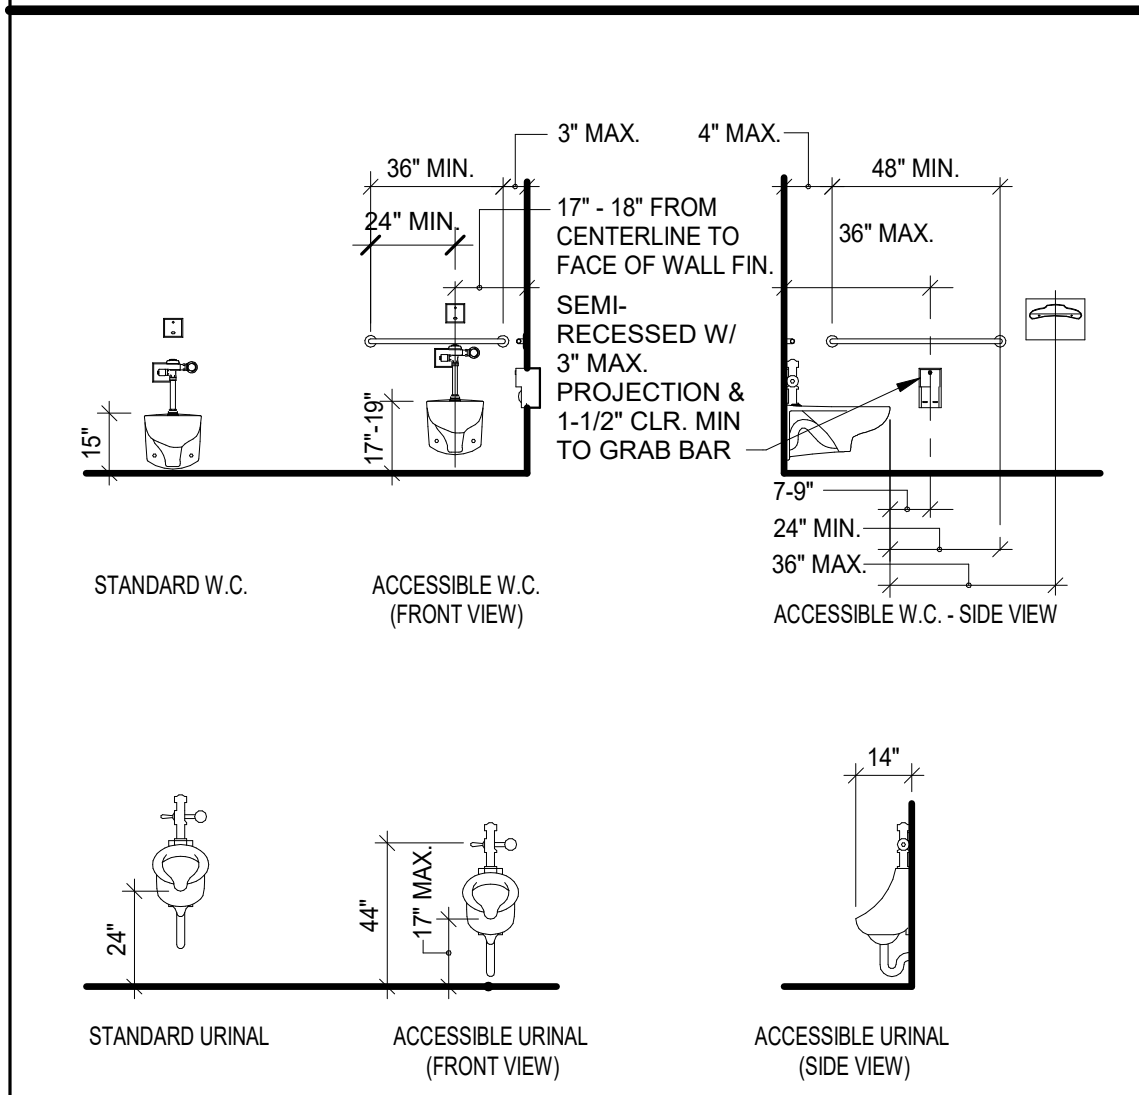 3" MAX.
4" MAX.
36" MIN.
48" MIN.
24" MIN.
17" - 18" FROM
CENTERLINE TO
FACE OF WALL FIN.
36" MAX.
SEMI-
RECESSED W/
3" MAX.
PROJECTION &
1-1/2" CLR. MIN
TO GRAB BAR
15"
17"-19"
7-9"
24" MIN.
36" MAX.
STANDARD W.C.
ACCESSIBLE W.C.
(FRONT VIEW)
ACCESSIBLE W.C. - SIDE VIEW
14"
24"
44"
17" MAX.
STANDARD URINAL
ACCESSIBLE URINAL
(FRONT VIEW)
ACCESSIBLE URINAL
(SIDE VIEW)